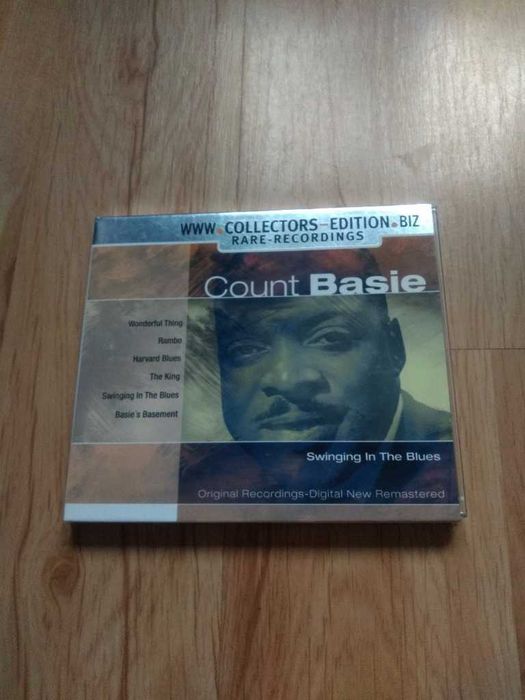 WWW.COLLECTORS-EDITION.BIZ
RARE-RECORDINGS
Count Basie
Wonderful Thing
Rambo
Harvard Blues
The King
Swinging In The Blues
Basie's Basement
Swinging In The Blues
Original Recordings-Digital New Remastered